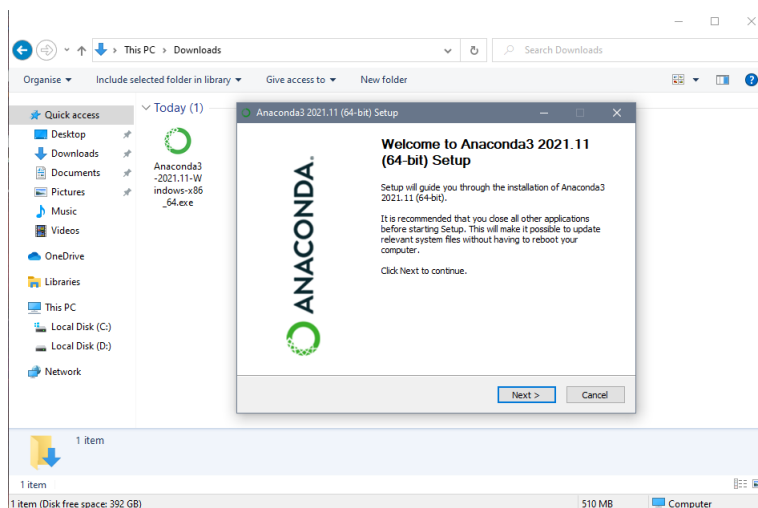 This PC > Downloads
Search Downloads
Organise
Include selected folder in library
Give access to
New folder
Quick access
Desktop
Downloads
Documents
Pictures
Music
Videos
OneDrive
Libraries
This PC
Local Disk (C:)
Local Disk (D:)
Network
Today (1)
Anaconda3
-2021.11-W
indows-x86
_64.exe
Anaconda3 2021.11 (64-bit) Setup
ANACONDA.
Welcome to Anaconda3 2021.11
(64-bit) Setup
Setup will guide you through the installation of Anaconda3
2021.11 (64-bit).
It is recommended that you close all other applications
before starting Setup. This will make it possible to update
relevant system files without having to reboot your
computer.
Click Next to continue.
Next >
Cancel
1 item
1 item
1 item (Disk free space: 392 GB)
510 MB
Computer